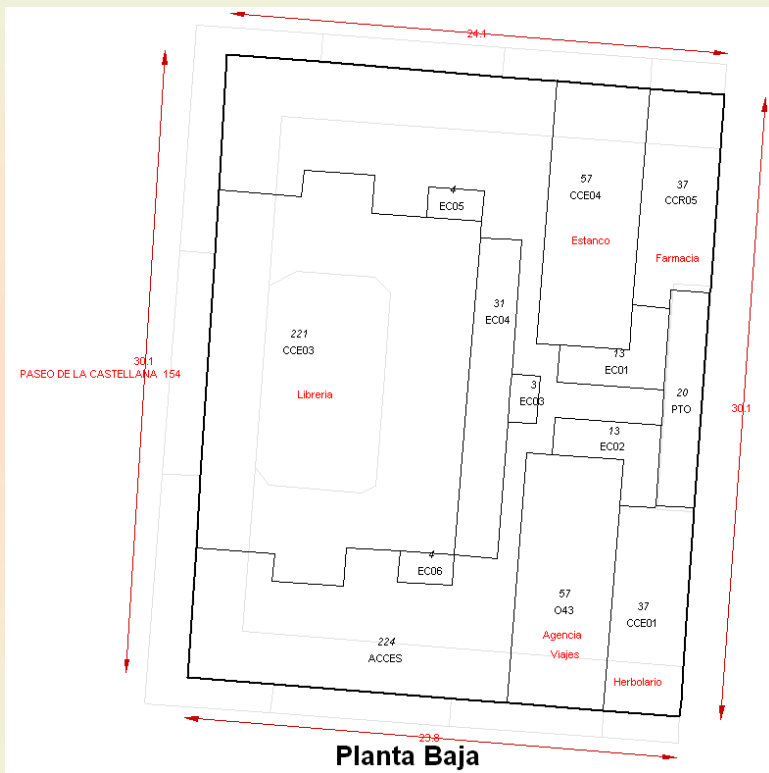 24.1
4
EC05
57
CCE04
Estanco
37
CCR05
Farmacia
31
EC04
221
CCE03
Libreria
30.1
PASEO DE LA CASTELLANA 154
13
EC01
3
EC03
20
PTO
30.1
13
EC02
4
EC06
57
O43
Agencia
Viajes
37
CCE01
Herbolario
224
ACCES
23.8
Planta Baja